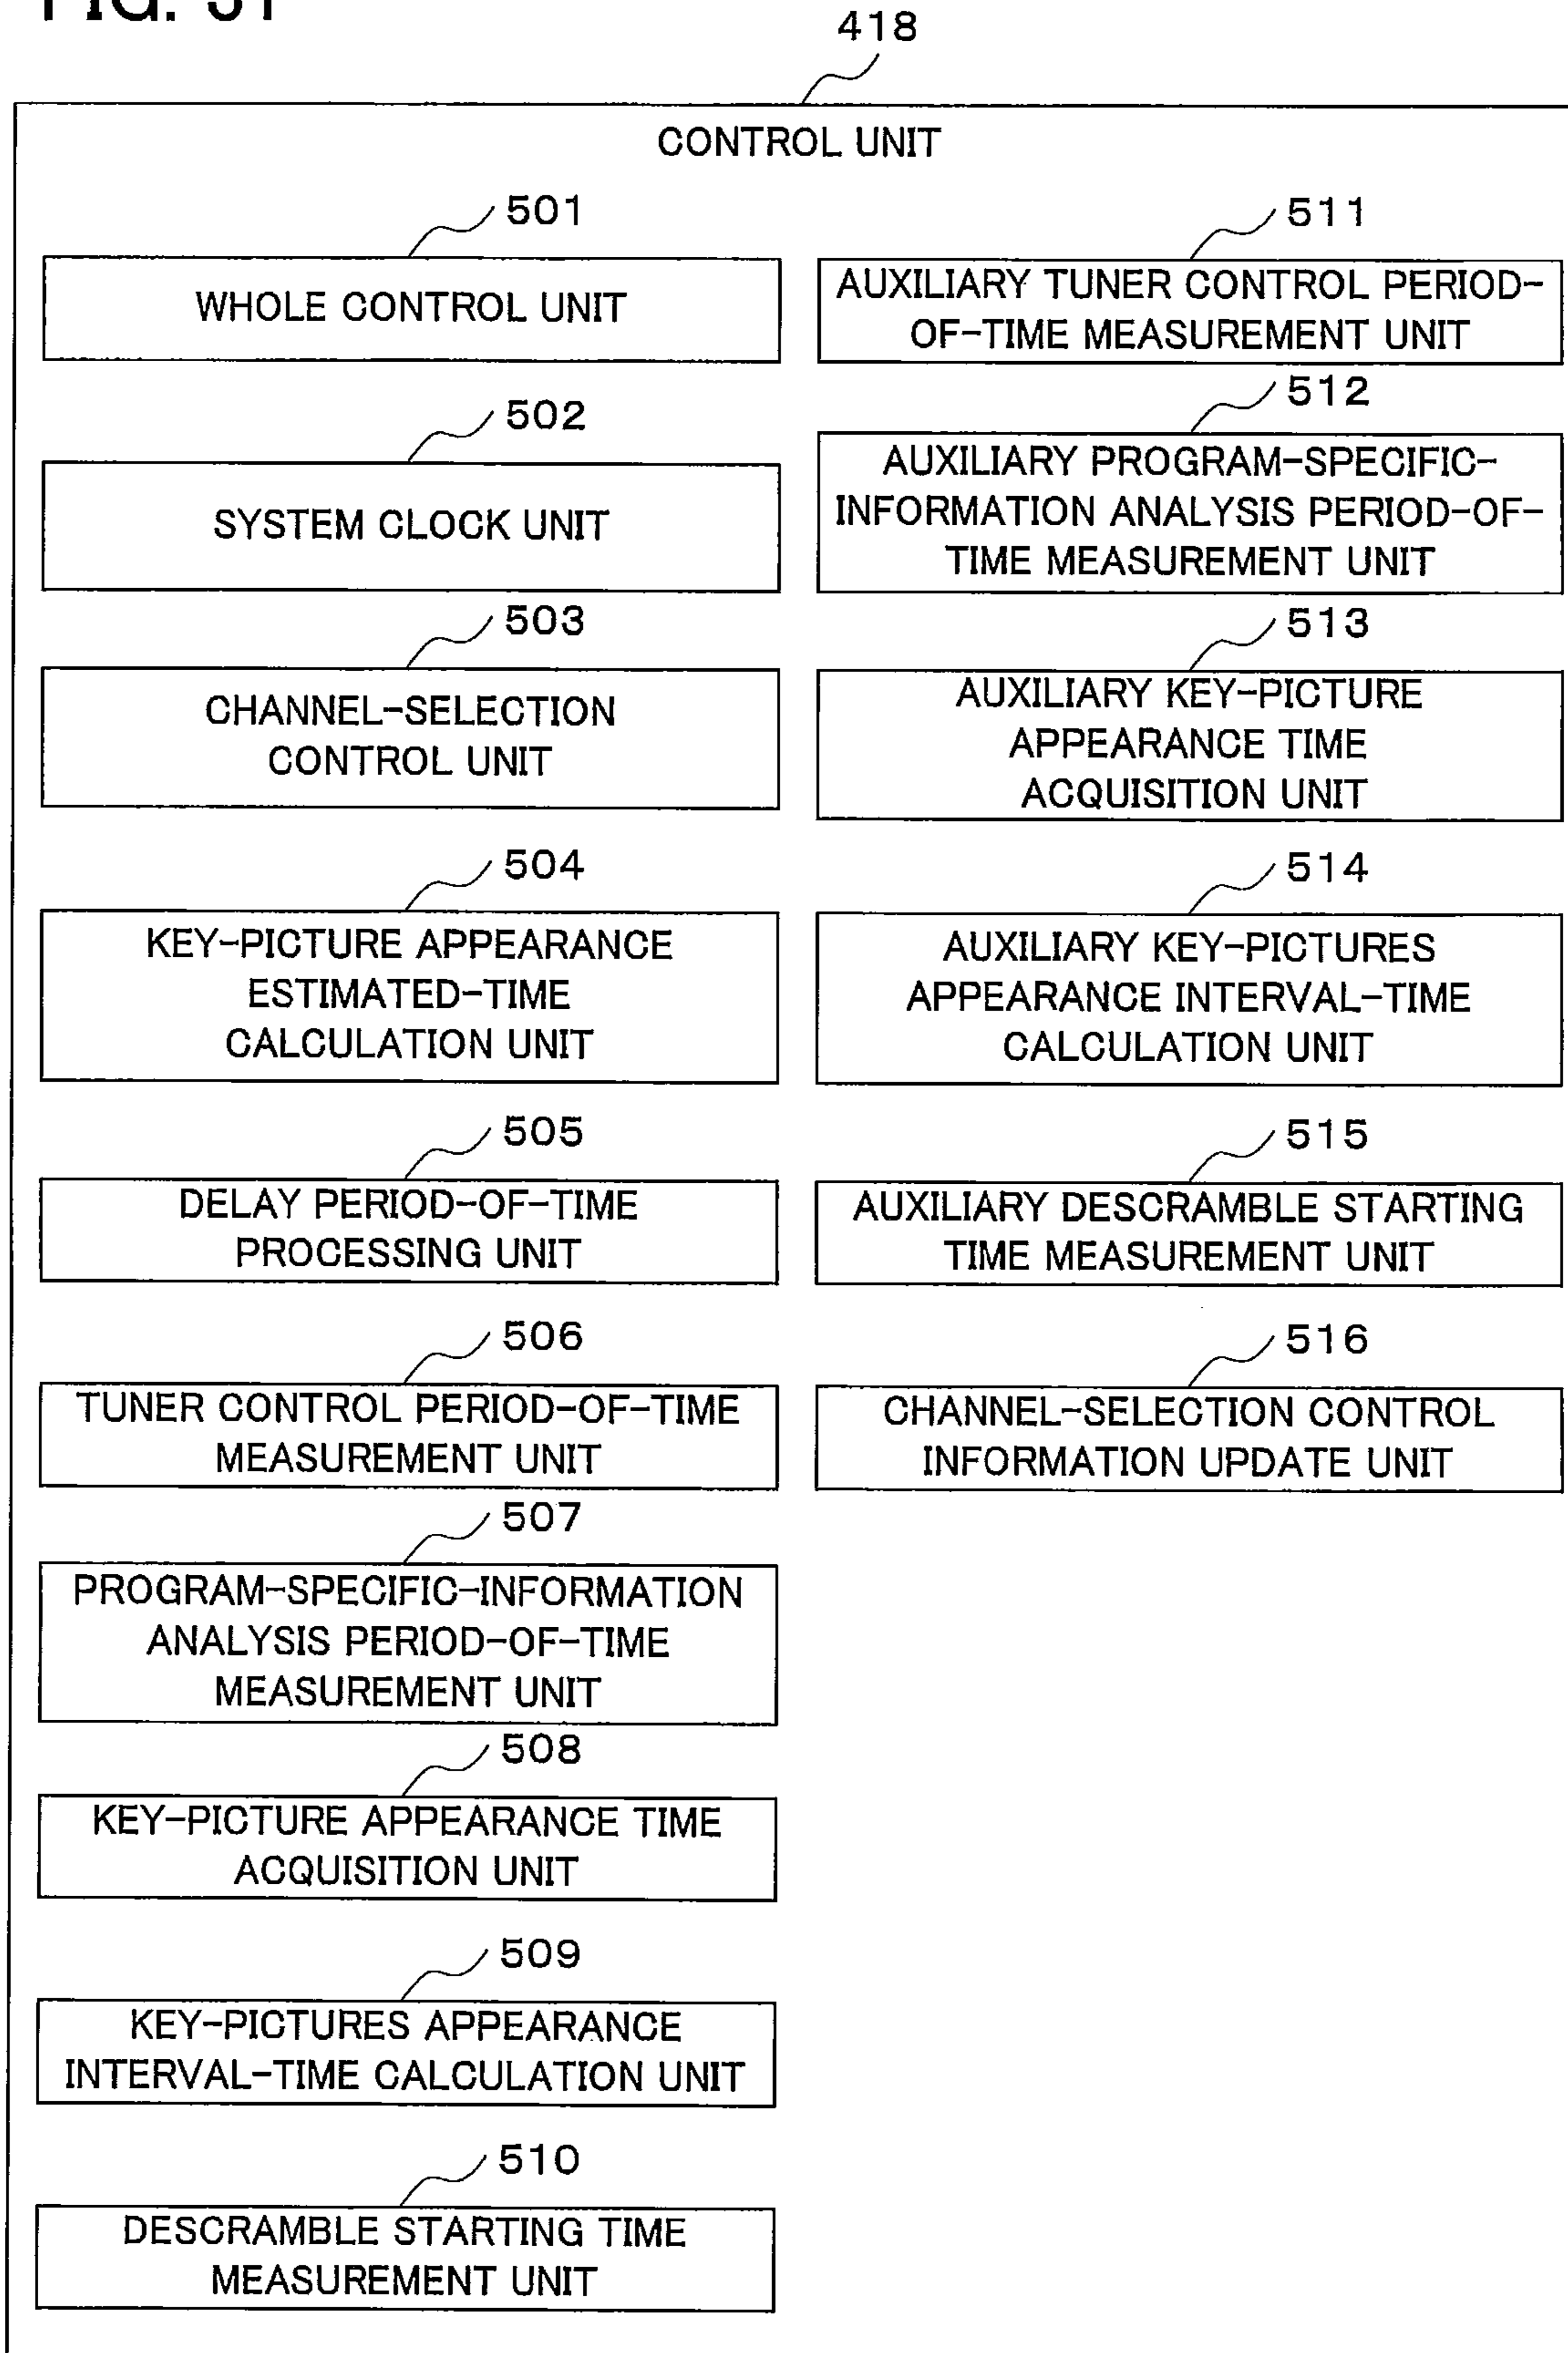 FIG. 31
418
CONTROL UNIT
501
WHOLE CONTROL UNIT
502
SYSTEM CLOCK UNIT
503
CHANNEL-SELECTION
CONTROL UNIT
504
KEY-PICTURE APPEARANCE
ESTIMATED-TIME
CALCULATION UNIT
505
DELAY PERIOD-OF-TIME
PROCESSING UNIT
506
TUNER CONTROL PERIOD-OF-TIME
MEASUREMENT UNIT
507
PROGRAM-SPECIFIC-INFORMATION
ANALYSIS PERIOD-OF-TIME
MEASUREMENT UNIT
508
KEY-PICTURE APPEARANCE TIME
ACQUISITION UNIT
509
KEY-PICTURES APPEARANCE
INTERVAL-TIME CALCULATION UNIT
510
DESCRAMBLE STARTING TIME
MEASUREMENT UNIT
511
AUXILIARY TUNER CONTROL PERIOD-
OF-TIME MEASUREMENT UNIT
512
AUXILIARY PROGRAM-SPECIFIC-
INFORMATION ANALYSIS PERIOD-OF-
TIME MEASUREMENT UNIT
513
AUXILIARY KEY-PICTURE
APPEARANCE TIME
ACQUISITION UNIT
514
AUXILIARY KEY-PICTURES
APPEARANCE INTERVAL-TIME
CALCULATION UNIT
515
AUXILIARY DESCRAMBLE STARTING
TIME MEASUREMENT UNIT
516
CHANNEL-SELECTION CONTROL
INFORMATION UPDATE UNIT